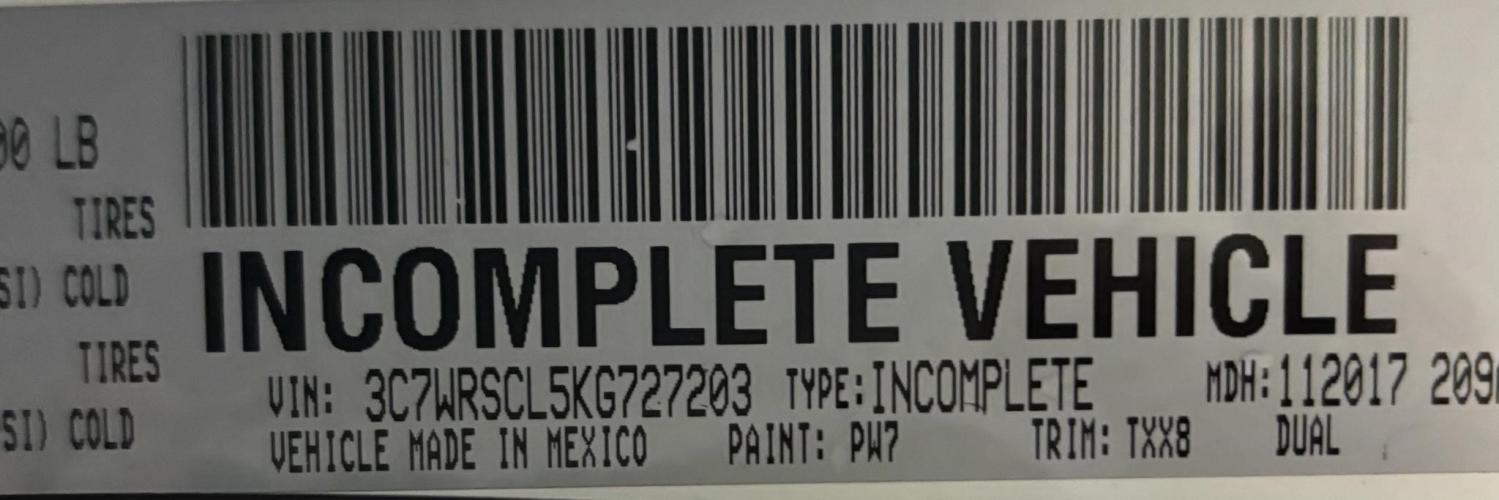 00 LB
TIRES
SI) COLD
TIRES
SI) COLD
INCOMPLETE VEHICLE
VIN: 3C7WRSCL5KG727203 TYPE:INCOMPLETE MDH:112017 209
VEHICLE MADE IN MEXICO PAINT: PW7 TRIM: TXX8 DUAL